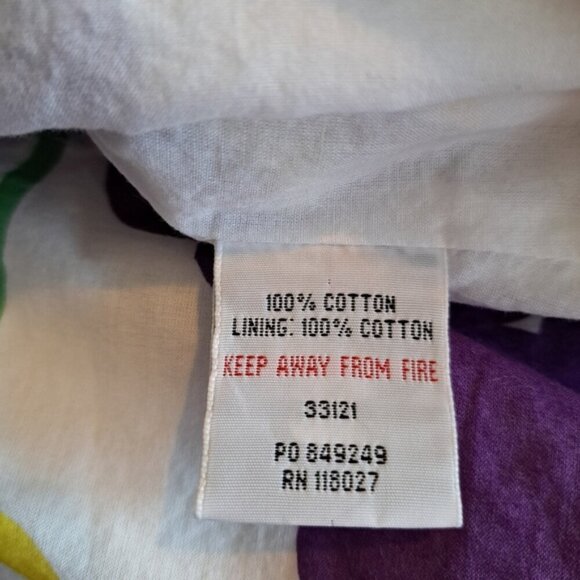 100% COTTON
LINING: 100% COTTON
KEEP AWAY FROM FIRE
33121
PO 849249
RN 118027